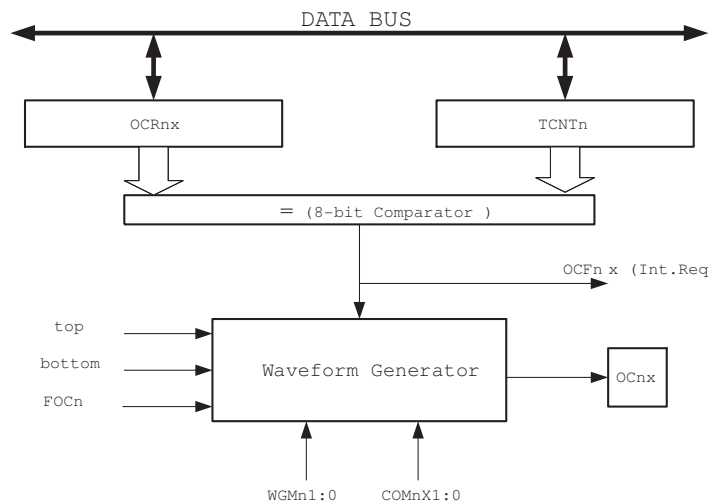 DATA BUS
OCRnx
TCNTn
= (8-bit Comparator )
OCFn x (Int.Req
top
bottom
FOCn
Waveform Generator
OCnx
WGMn1:0
COMnX1:0